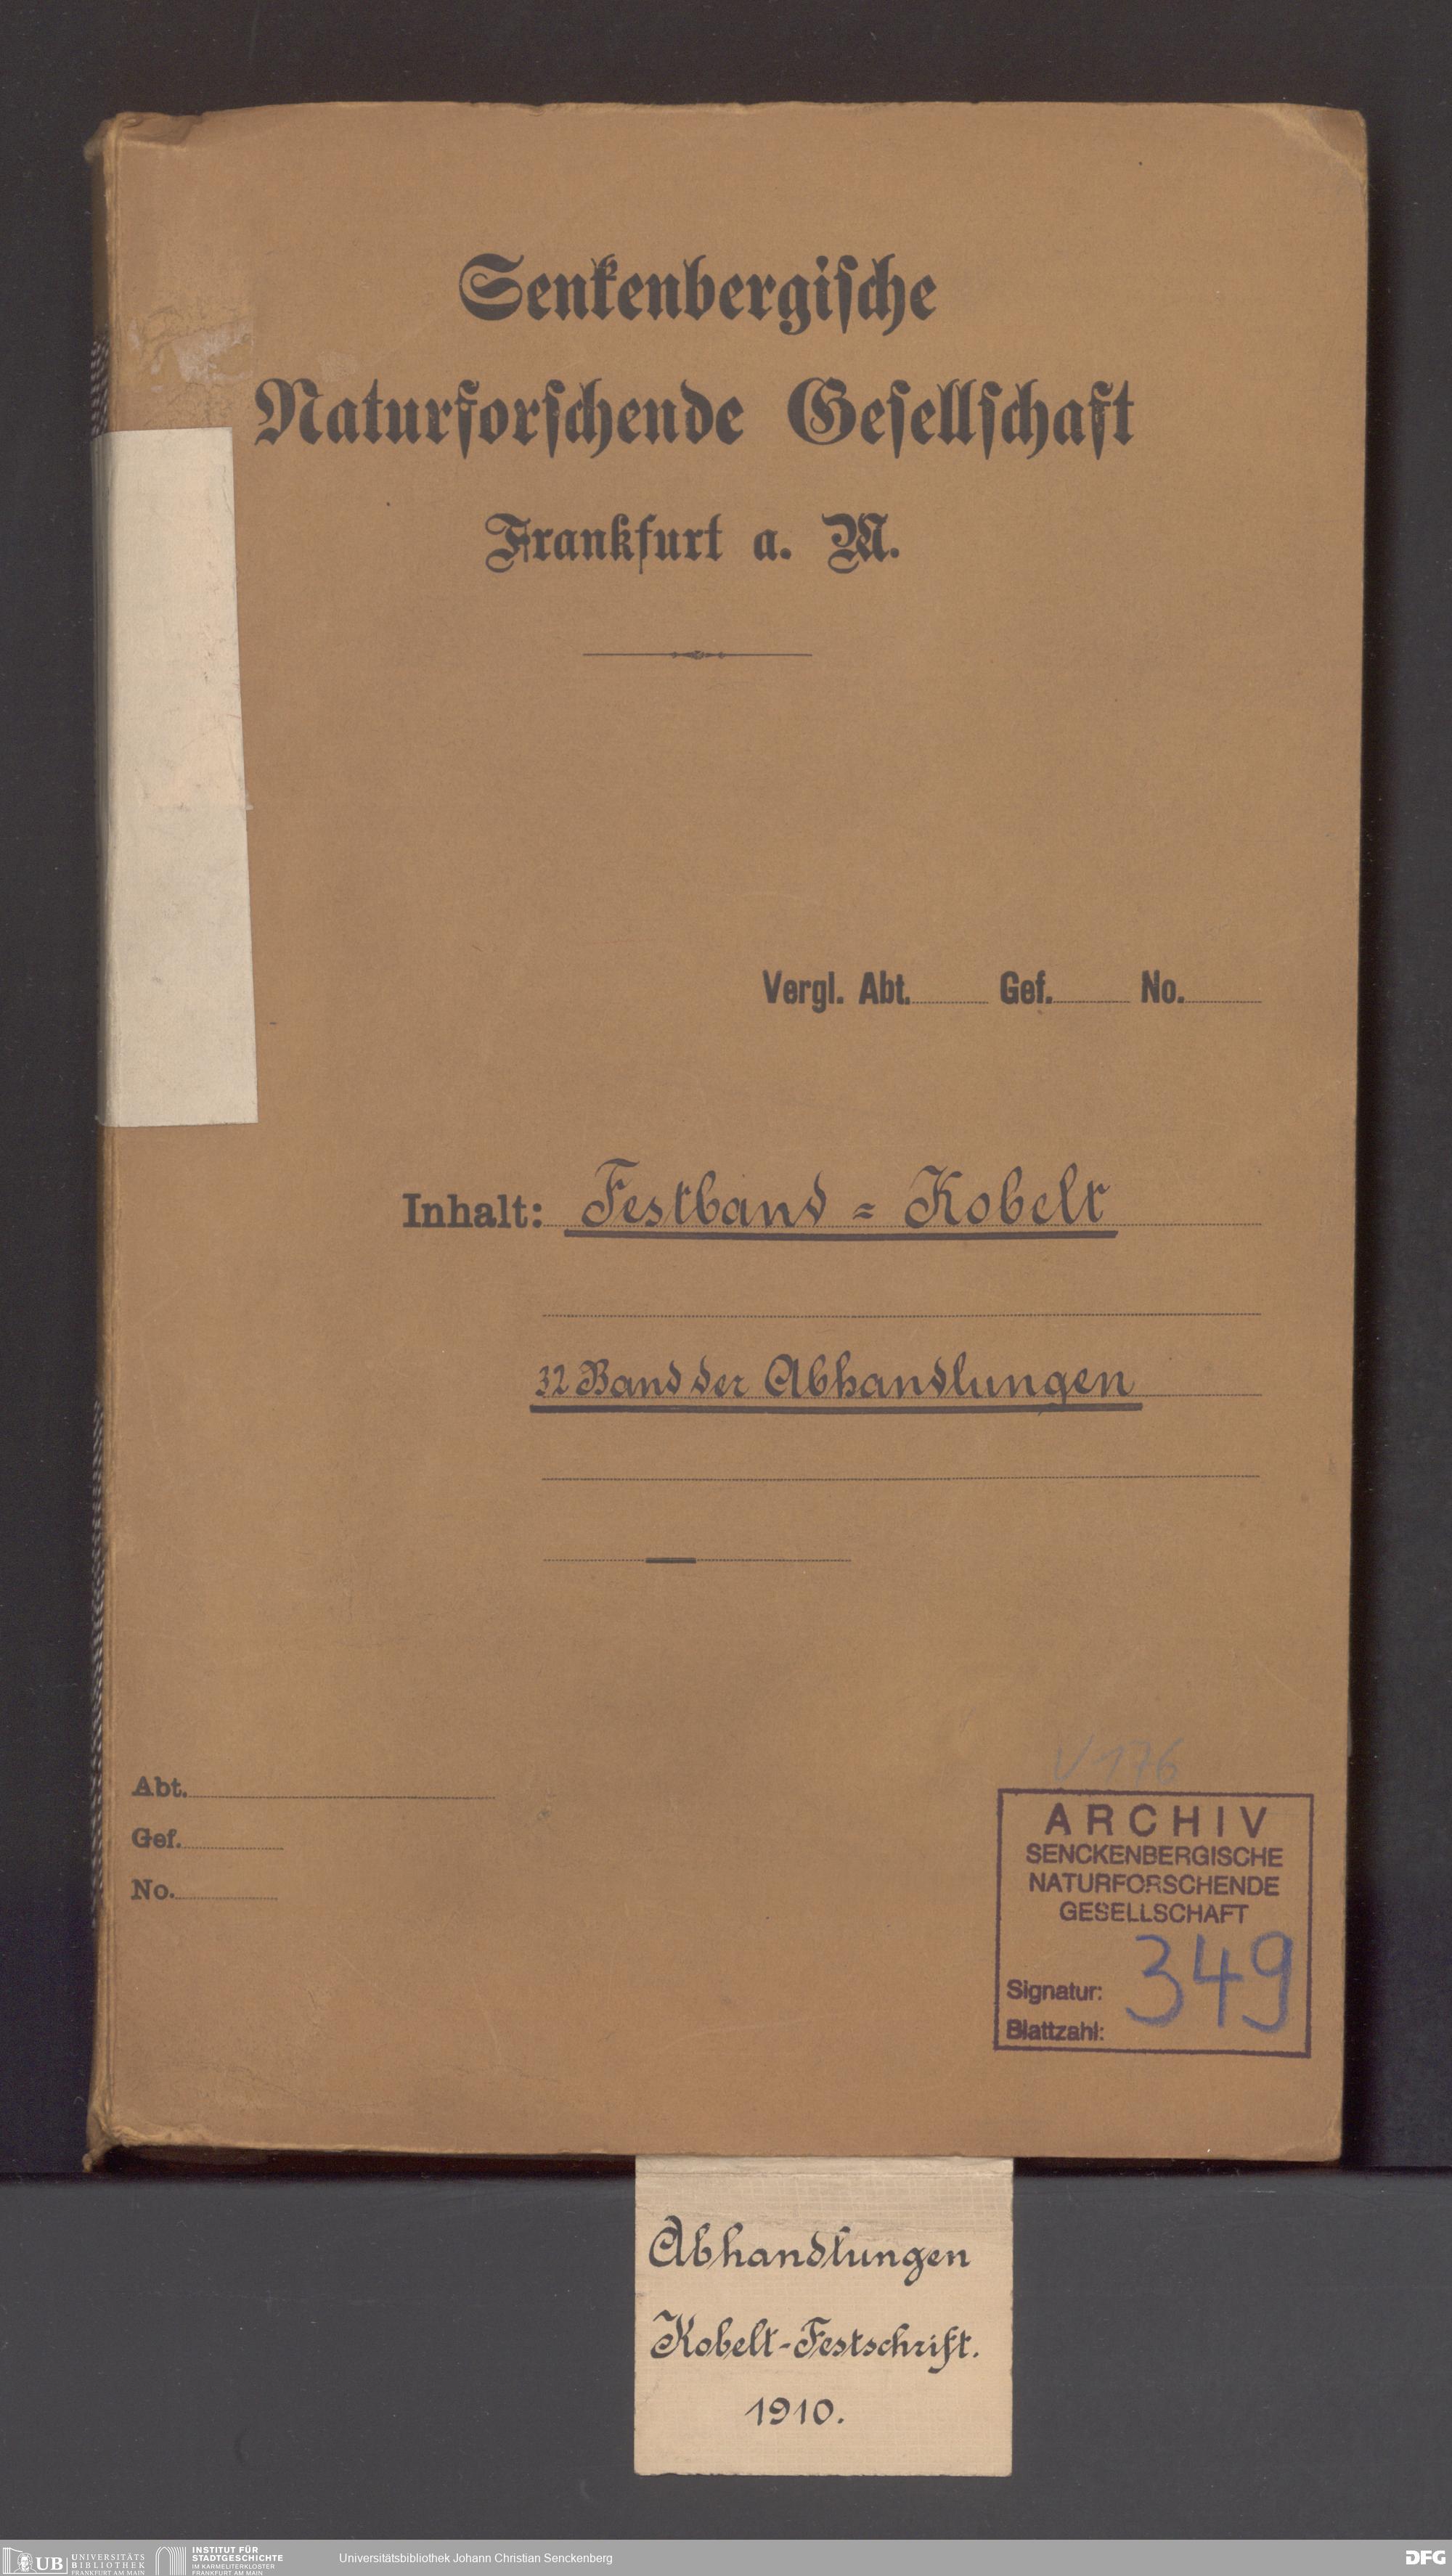 Senkenbergische
Naturforschende Gesellschaft
Frankfurt a. M.
Vergl. Abt. Gef. No.
Inhalt: Festband = Kobelt
32 Band der Abhandlungen
Abt.
Gef.
No.
V 176
ARCHIV
SENCKENBERGISCHE
NATURFORSCHENDE
GESELLSCHAFT
349
Signatur:
Blattzahl:
Abhandlungen
Kobelt-Festschrift.
1910.
UB UNIVERSITÄTS
BIBLIOTHEK
FRANKFURT AM MAIN
INSTITUT FÜR
STADTGESCHICHTE
IM KARMELITERKLOSTER
FRANKFURT AM MAIN
Universitätsbibliothek Johann Christian Senckenberg
DFG